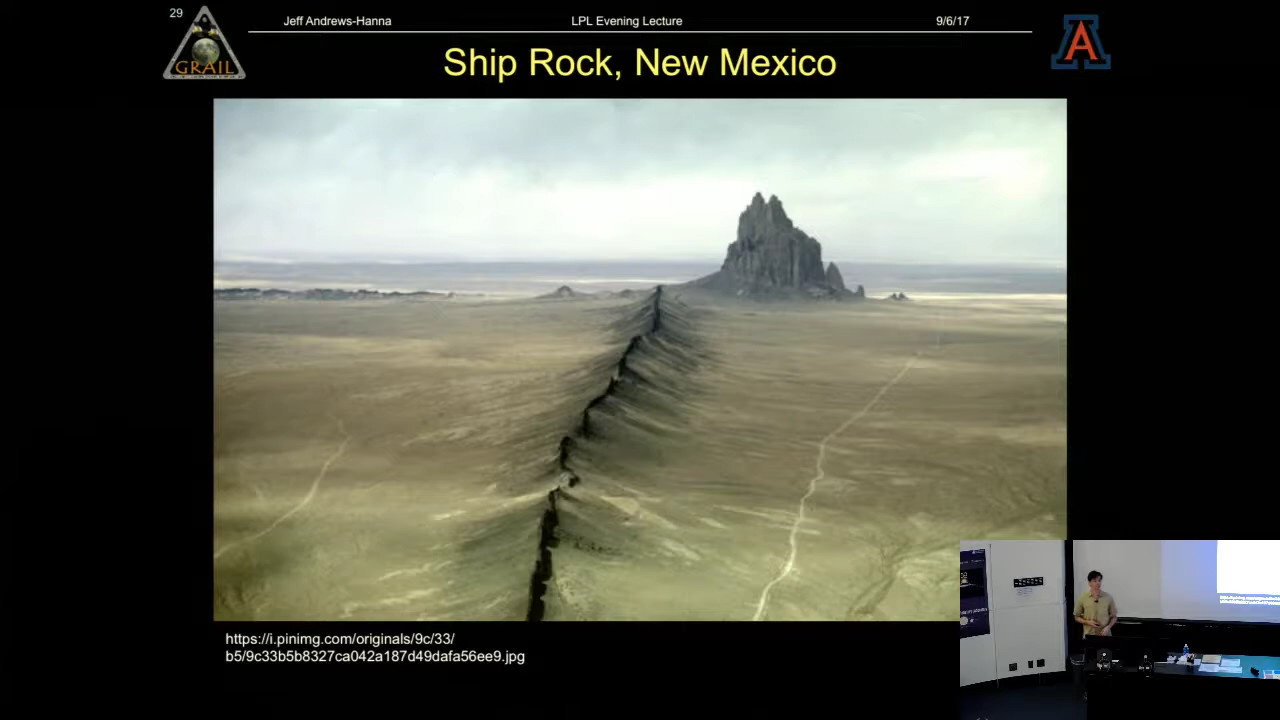 29
Jeff Andrews-Hanna
LPL Evening Lecture
9/6/17
GRAIL
A
Ship Rock, New Mexico
https://i.pinimg.com/originals/9c/33/
b5/9c33b5b8327ca042a187d49dafa56ee9.jpg